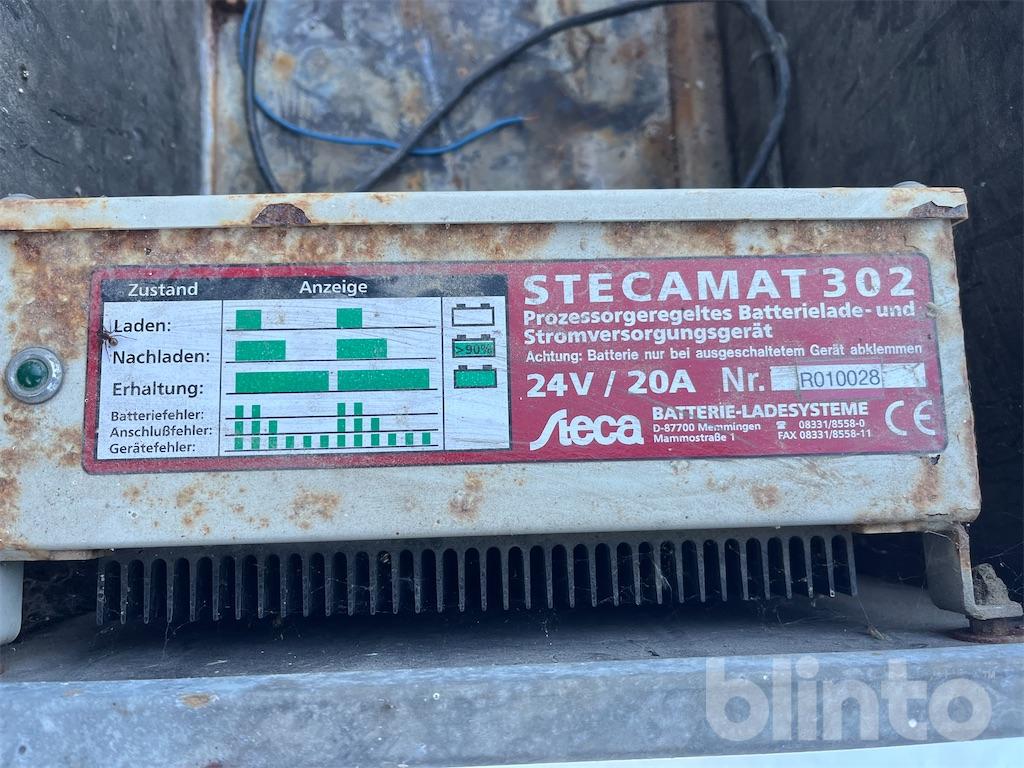 Zustand Anzeige
Laden:
Nachladen: >90%
Erhaltung:
Batteriefehler:
Anschlußfehler:
Gerätefehler:
STECAMAT 302
Prozessorgeregeltes Batterielade- und
Stromversorgungsgerät
Achtung: Batterie nur bei ausgeschaltetem Gerät abklemmen
24V / 20A Nr. R010028
Steca BATTERIE-LADESYSTEME
D-87700 Memmingen ☎ 08331/8558-0
Mammostraße 1 FAX 08331/8558-11
CE
blinto™